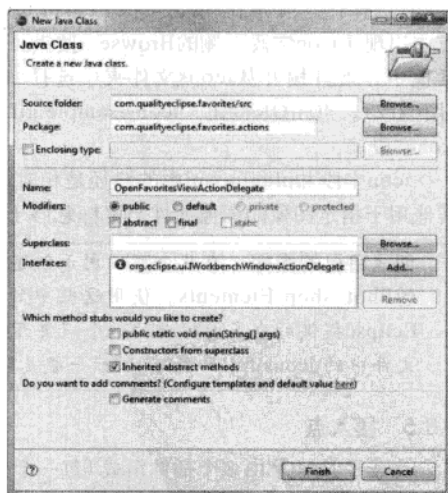 New Java Class
Java Class
Create a new Java class.
Source folder: com.qualityeclipse.favorites/src Browse...
Package: com.qualityeclipse.favorites.actions Browse...
Enclosing type: Browse...
Name: OpenFavoritesViewActionDelegate
Modifiers: public default private protected
abstract final static
Superclass: Browse...
Interfaces: org.eclipse.ui.IWorkbenchWindowActionDelegate Add...
Remove
Which method stubs would you like to create?
public static void main(String[] args)
Constructors from superclass
Inherited abstract methods
Do you want to add comments? (Configure templates and default value here)
Generate comments
? Finish Cancel